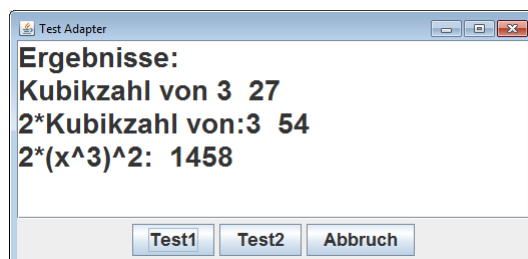 Test Adapter
Ergebnisse:
Kubikzahl von 3  27
2*Kubikzahl von:3  54
2*(x^3)^2:  1458
Test1 Test2 Abbruch